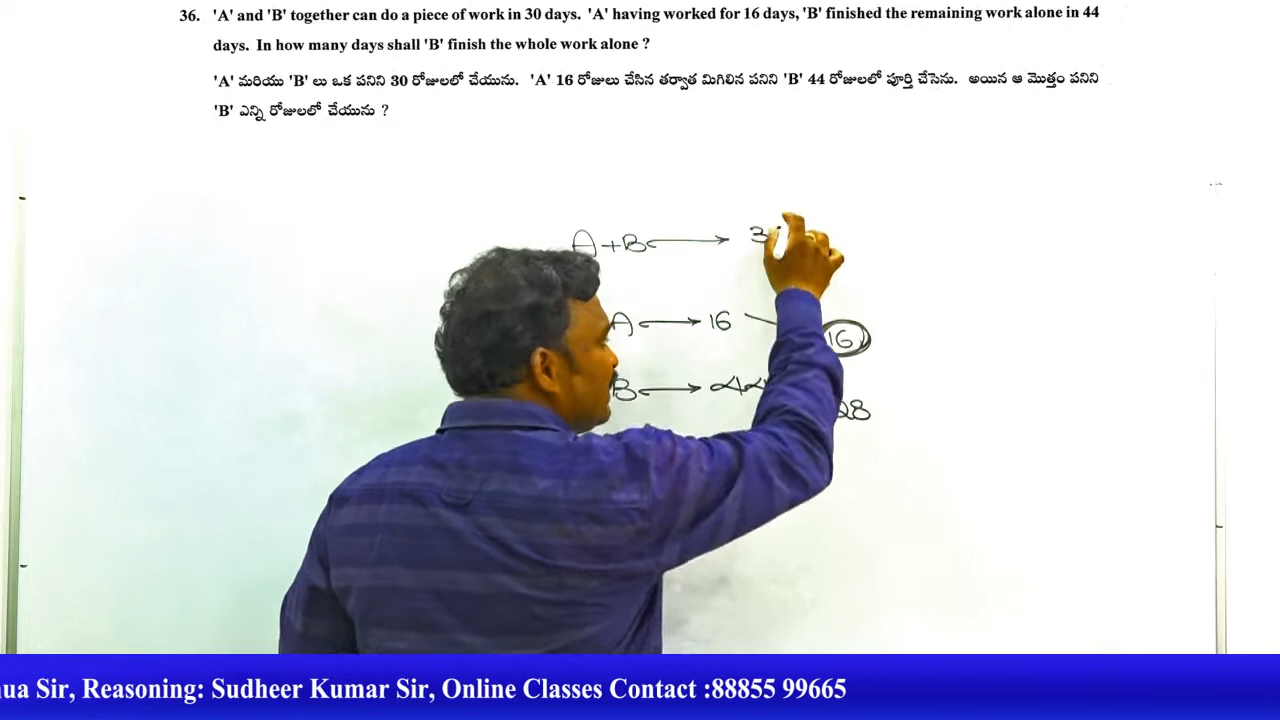 36. 'A' and 'B' together can do a piece of work in 30 days. 'A' having worked for 16 days, 'B' finished the remaining work alone in 44
days. In how many days shall 'B' finish the whole work alone ?
'A' మరియు 'B' లు ఒక పనిని 30 రోజులలో చేయును. 'A' 16 రోజులు చేసిన తర్వాత మిగిలిన పనిని 'B' 44 రోజులలో పూర్తి చేసెను. అయిన ఆ మొత్తం పనిని
'B' ఎన్ని రోజులలో చేయును ?
A+B → 3
A → 16 16
B → 44 28
Sir, Reasoning: Sudheer Kumar Sir, Online Classes Contact :88855 99665